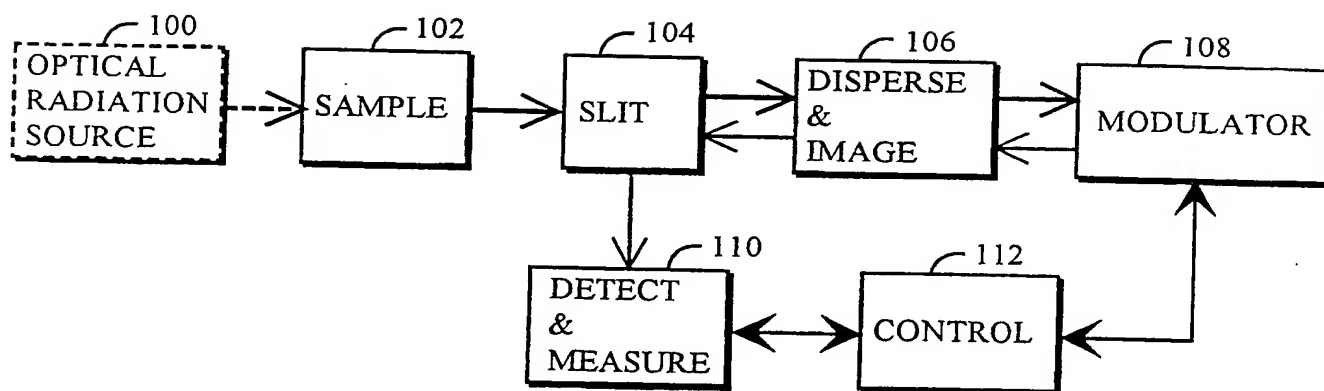 100
OPTICAL
RADIATION
SOURCE
102
SAMPLE
104
SLIT
106
DISPERSE
&
IMAGE
108
MODULATOR
110
DETECT
&
MEASURE
112
CONTROL